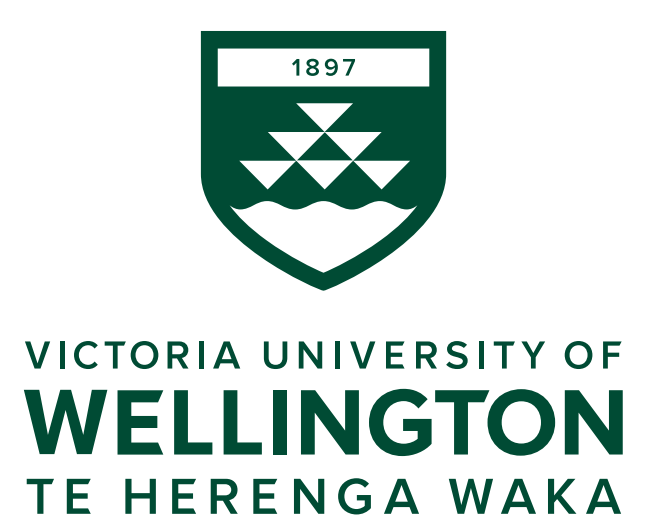 1897
VICTORIA UNIVERSITY OF
WELLINGTON
TE HERENGA WAKA